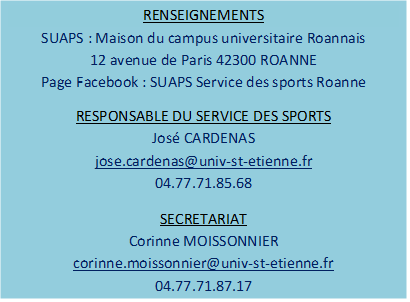 RENSEIGNEMENTS
SUAPS : Maison du campus universitaire Roannais
12 avenue de Paris 42300 ROANNE
Page Facebook : SUAPS Service des sports Roanne
RESPONSABLE DU SERVICE DES SPORTS
José CARDENAS
jose.cardenas@univ-st-etienne.fr
04.77.71.85.68
SECRETARIAT
Corinne MOISSONNIER
corinne.moissonnier@univ-st-etienne.fr
04.77.71.87.17